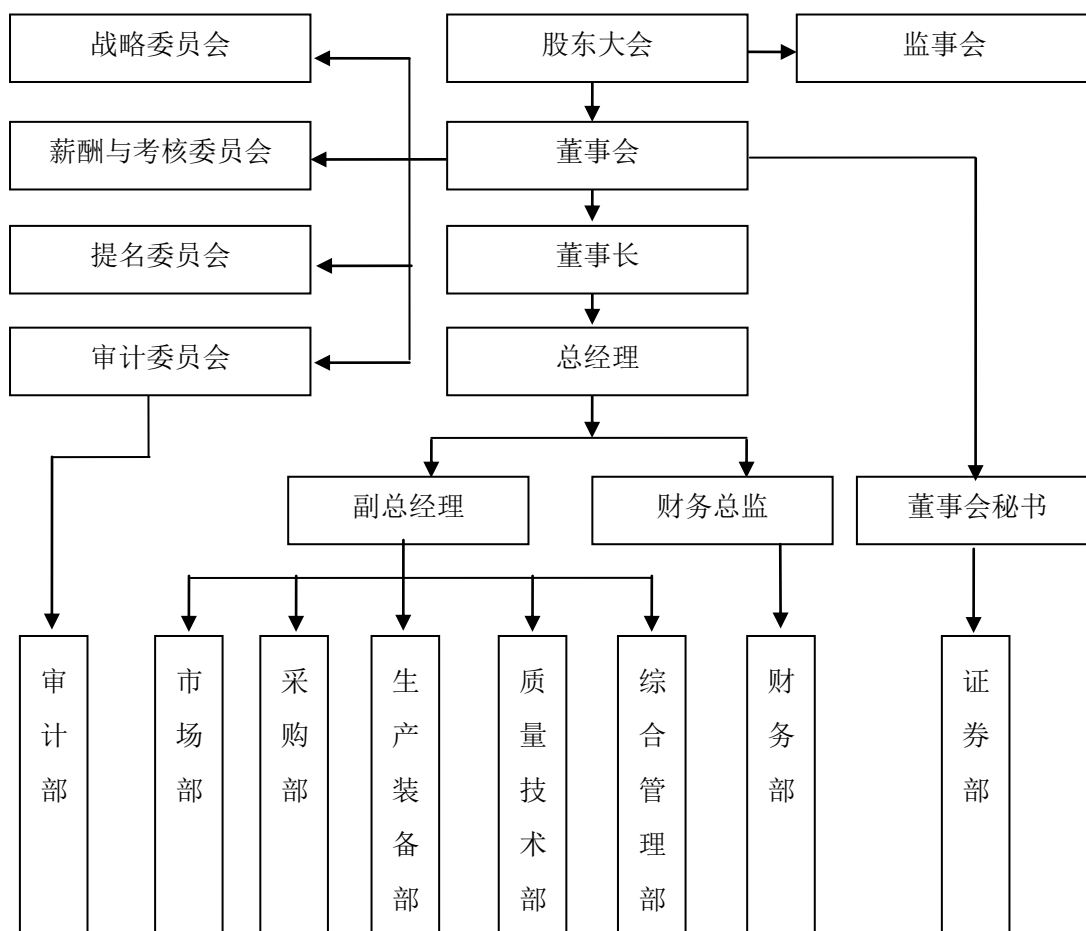 战略委员会
股东大会
监事会
薪酬与考核委员会
董事会
提名委员会
董事长
审计委员会
总经理
副总经理
财务总监
董事会秘书
审计部
市场部
采购部
生产装备部
质量技术部
综合管理部
财务部
证券部